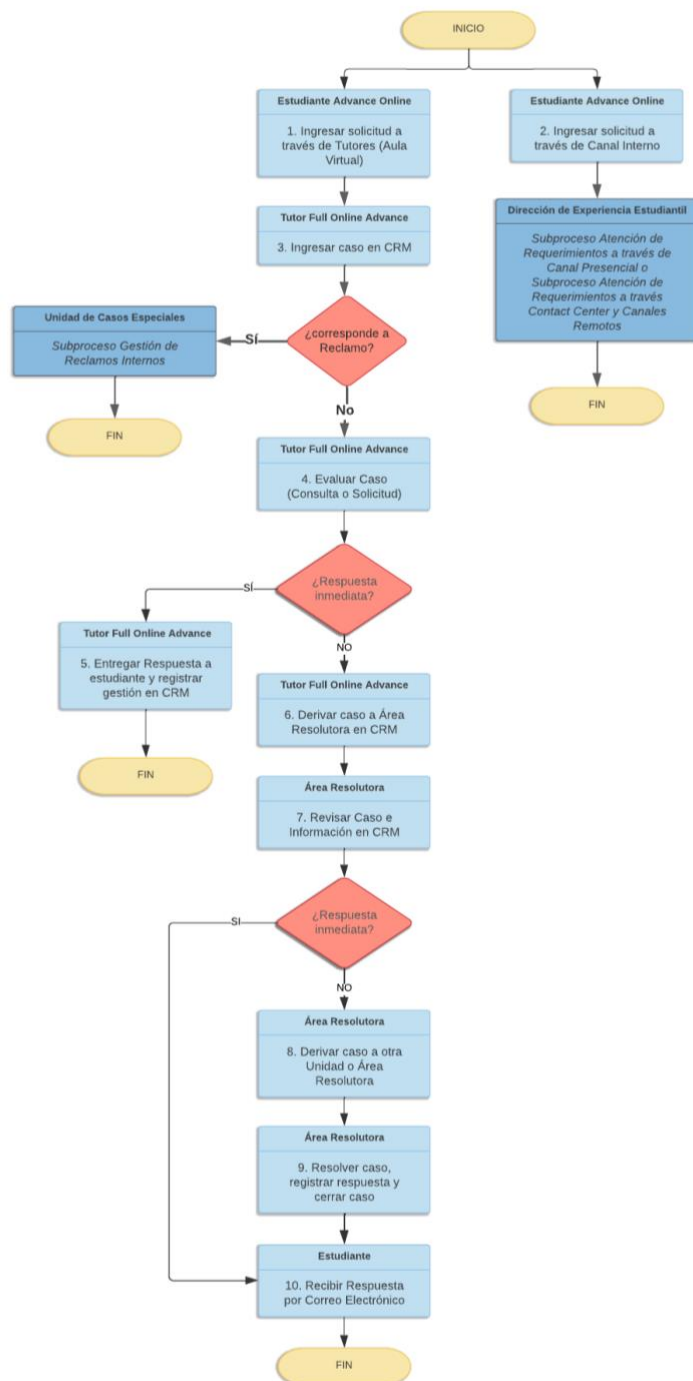 INICIO
Estudiante Advance Online
1. Ingresar solicitud a
través de Tutores (Aula
Virtual)
Estudiante Advance Online
2. Ingresar solicitud a
través de Canal Interno
Tutor Full Online Advance
3. Ingresar caso en CRM
Dirección de Experiencia Estudiantil
Subproceso Atención de
Requerimientos a través de
Canal Presencial o
Subproceso Atención de
Requerimientos a través
Contact Center y Canales
Remotos
FIN
¿corresponde a
Reclamo?
Sí
Unidad de Casos Especiales
Subproceso Gestión de
Reclamos Internos
FIN
No
Tutor Full Online Advance
4. Evaluar Caso
(Consulta o Solicitud)
¿Respuesta
inmediata?
SÍ
Tutor Full Online Advance
5. Entregar Respuesta a
estudiante y registrar
gestión en CRM
FIN
NO
Tutor Full Online Advance
6. Derivar caso a Área
Resolutora en CRM
Área Resolutora
7. Revisar Caso e
Información en CRM
¿Respuesta
inmediata?
SI
NO
Área Resolutora
8. Derivar caso a otra
Unidad o Área
Resolutora
Área Resolutora
9. Resolver caso,
registrar respuesta y
cerrar caso
Estudiante
10. Recibir Respuesta
por Correo Electrónico
FIN